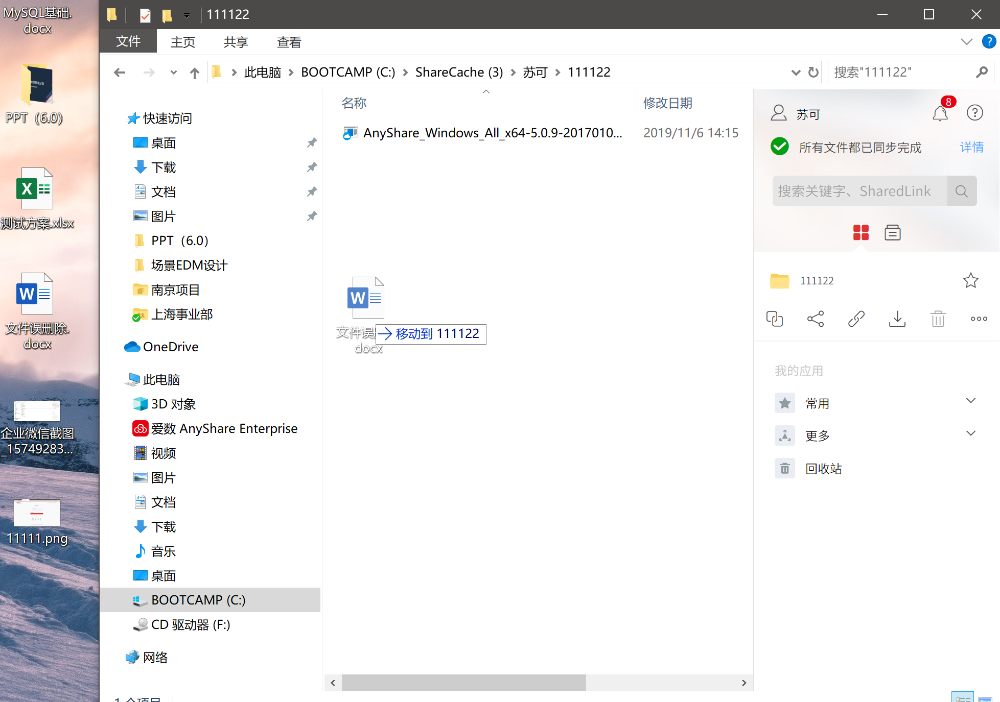 MySQL基础.
docx
PPT（6.0）
测试方案.xlsx
文件误删除.
docx
企业微信截图
_15749283...
11111.png
111122
文件
主页
共享
查看
此电脑
BOOTCAMP (C:)
ShareCache (3)
苏可
111122
搜索"111122"
快速访问
桌面
下载
文档
图片
PPT（6.0）
场景EDM设计
南京项目
上海事业部
OneDrive
此电脑
3D 对象
爱数 AnyShare Enterprise
视频
图片
文档
下载
音乐
桌面
BOOTCAMP (C:)
CD 驱动器 (F:)
网络
1 个项目
名称
修改日期
AnyShare_Windows_All_x64-5.0.9-2017010...
2019/11/6 14:15
文件误
docx
移动到 111122
苏可
8
所有文件都已同步完成
详情
搜索关键字、SharedLink
111122
我的应用
常用
更多
回收站